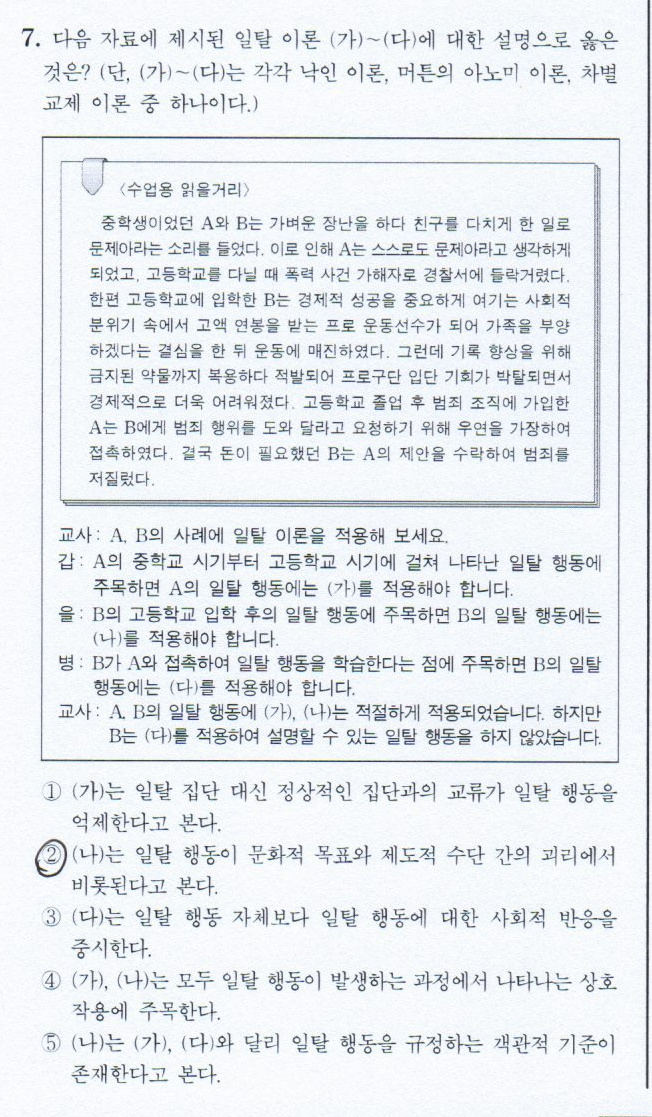 7. 다음 자료에 제시된 일탈 이론 (가)~(다)에 대한 설명으로 옳은
것은? (단, (가)~(다)는 각각 낙인 이론, 머튼의 아노미 이론, 차별
교제 이론 중 하나이다.)
〈수업용 읽을거리〉
중학생이었던 A와 B는 가벼운 장난을 하다 친구를 다치게 한 일로
문제아라는 소리를 들었다. 이로 인해 A는 스스로도 문제아라고 생각하게
되었고, 고등학교를 다닐 때 폭력 사건 가해자로 경찰서에 들락거렸다.
한편 고등학교에 입학한 B는 경제적 성공을 중요하게 여기는 사회적
분위기 속에서 고액 연봉을 받는 프로 운동선수가 되어 가족을 부양
하겠다는 결심을 한 뒤 운동에 매진하였다. 그런데 기록 향상을 위해
금지된 약물까지 복용하다 적발되어 프로구단 입단 기회가 박탈되면서
경제적으로 더욱 어려워졌다. 고등학교 졸업 후 범죄 조직에 가입한
A는 B에게 범죄 행위를 도와 달라고 요청하기 위해 우연을 가장하여
접촉하였다. 결국 돈이 필요했던 B는 A의 제안을 수락하여 범죄를
저질렀다.
교사: A, B의 사례에 일탈 이론을 적용해 보세요.
갑: A의 중학교 시기부터 고등학교 시기에 걸쳐 나타난 일탈 행동에
주목하면 A의 일탈 행동에는 (가)를 적용해야 합니다.
을: B의 고등학교 입학 후의 일탈 행동에 주목하면 B의 일탈 행동에는
(나)를 적용해야 합니다.
병: B가 A와 접촉하여 일탈 행동을 학습한다는 점에 주목하면 B의 일탈
행동에는 (다)를 적용해야 합니다.
교사: A, B의 일탈 행동에 (가), (나)는 적절하게 적용되었습니다. 하지만
B는 (다)를 적용하여 설명할 수 있는 일탈 행동을 하지 않았습니다.
① (가)는 일탈 집단 대신 정상적인 집단과의 교류가 일탈 행동을
억제한다고 본다.
② (나)는 일탈 행동이 문화적 목표와 제도적 수단 간의 괴리에서
비롯된다고 본다.
③ (다)는 일탈 행동 자체보다 일탈 행동에 대한 사회적 반응을
중시한다.
④ (가), (나)는 모두 일탈 행동이 발생하는 과정에서 나타나는 상호
작용에 주목한다.
⑤ (나)는 (가), (다)와 달리 일탈 행동을 규정하는 객관적 기준이
존재한다고 본다.